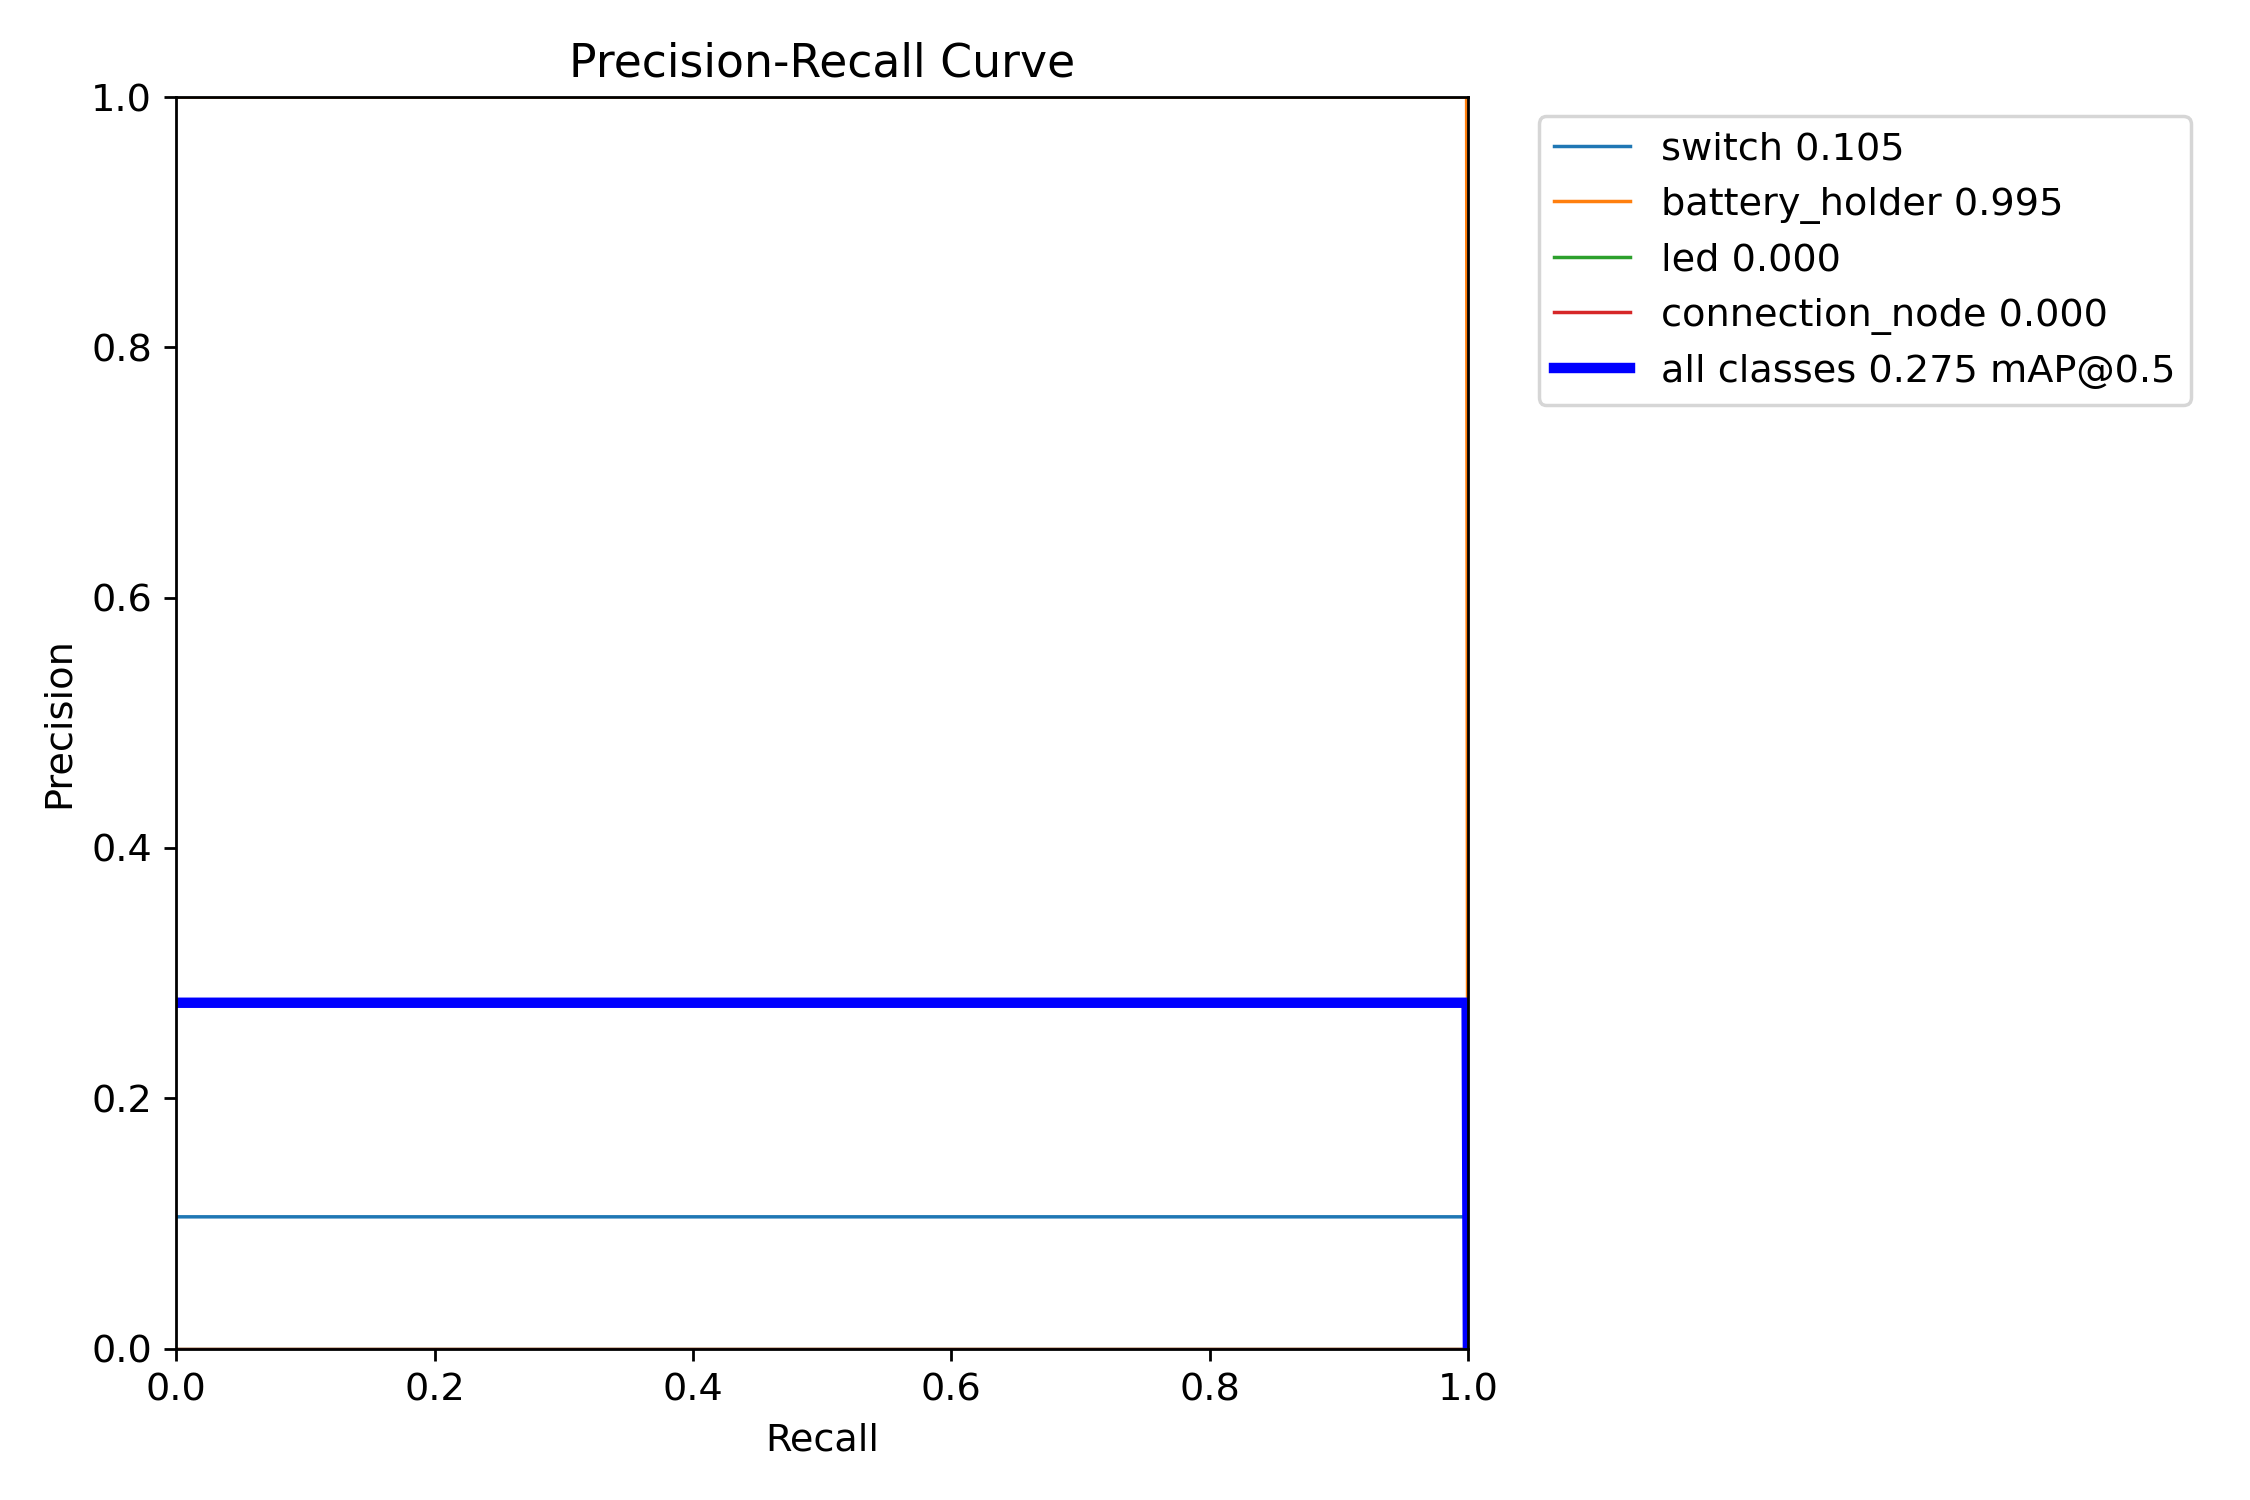 Precision-Recall Curve
1.0
0.8
0.6
0.4
0.2
0.0
Precision
0.0 0.2 0.4 0.6 0.8 1.0
Recall
switch 0.105
battery_holder 0.995
led 0.000
connection_node 0.000
all classes 0.275 mAP@0.5